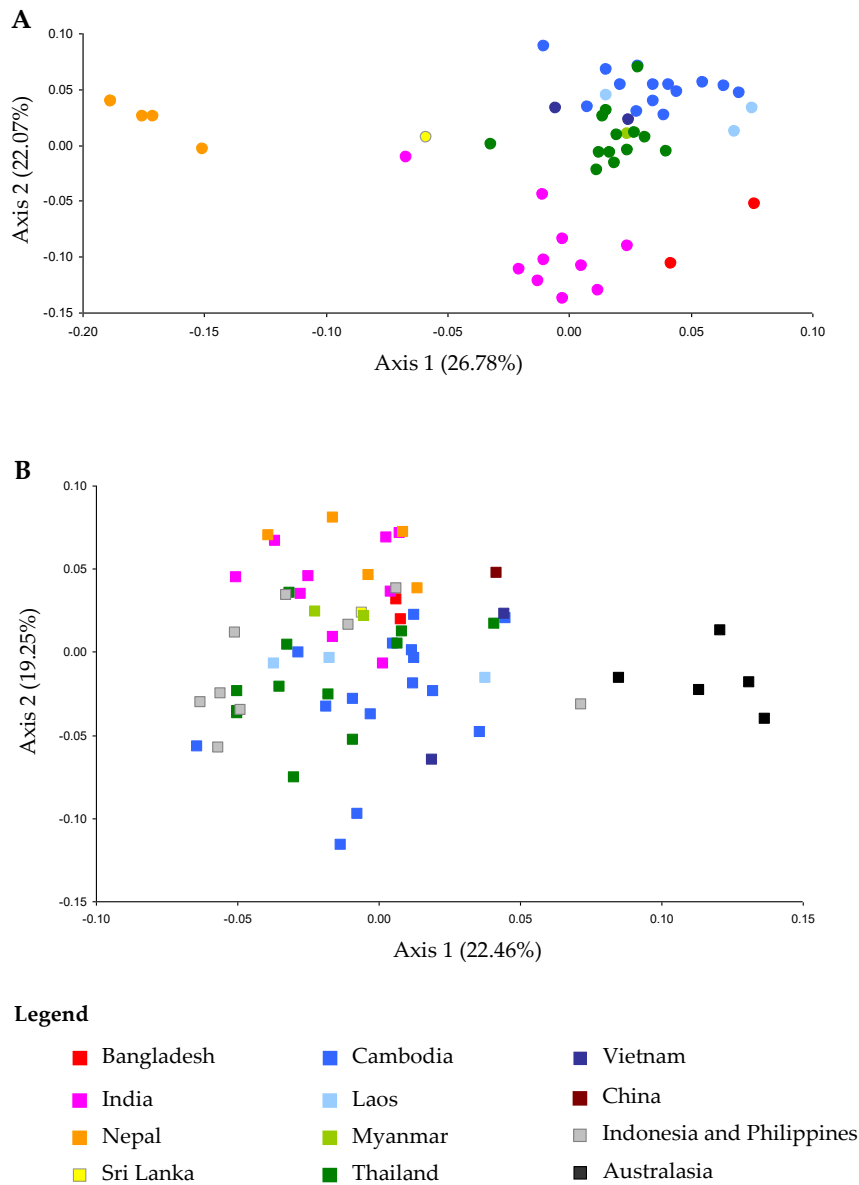 A
0.10
0.05
0.00
-0.05
-0.10
-0.15
Axis 2 (22.07%)
-0.20 -0.15 -0.10 -0.05 0.00 0.05 0.10
Axis 1 (26.78%)
B
0.10
0.05
0.00
-0.05
-0.10
-0.15
Axis 2 (19.25%)
-0.10 -0.05 0.00 0.05 0.10 0.15
Axis 1 (22.46%)
Legend
Bangladesh Cambodia Vietnam
India Laos China
Nepal Myanmar Indonesia and Philippines
Sri Lanka Thailand Australasia